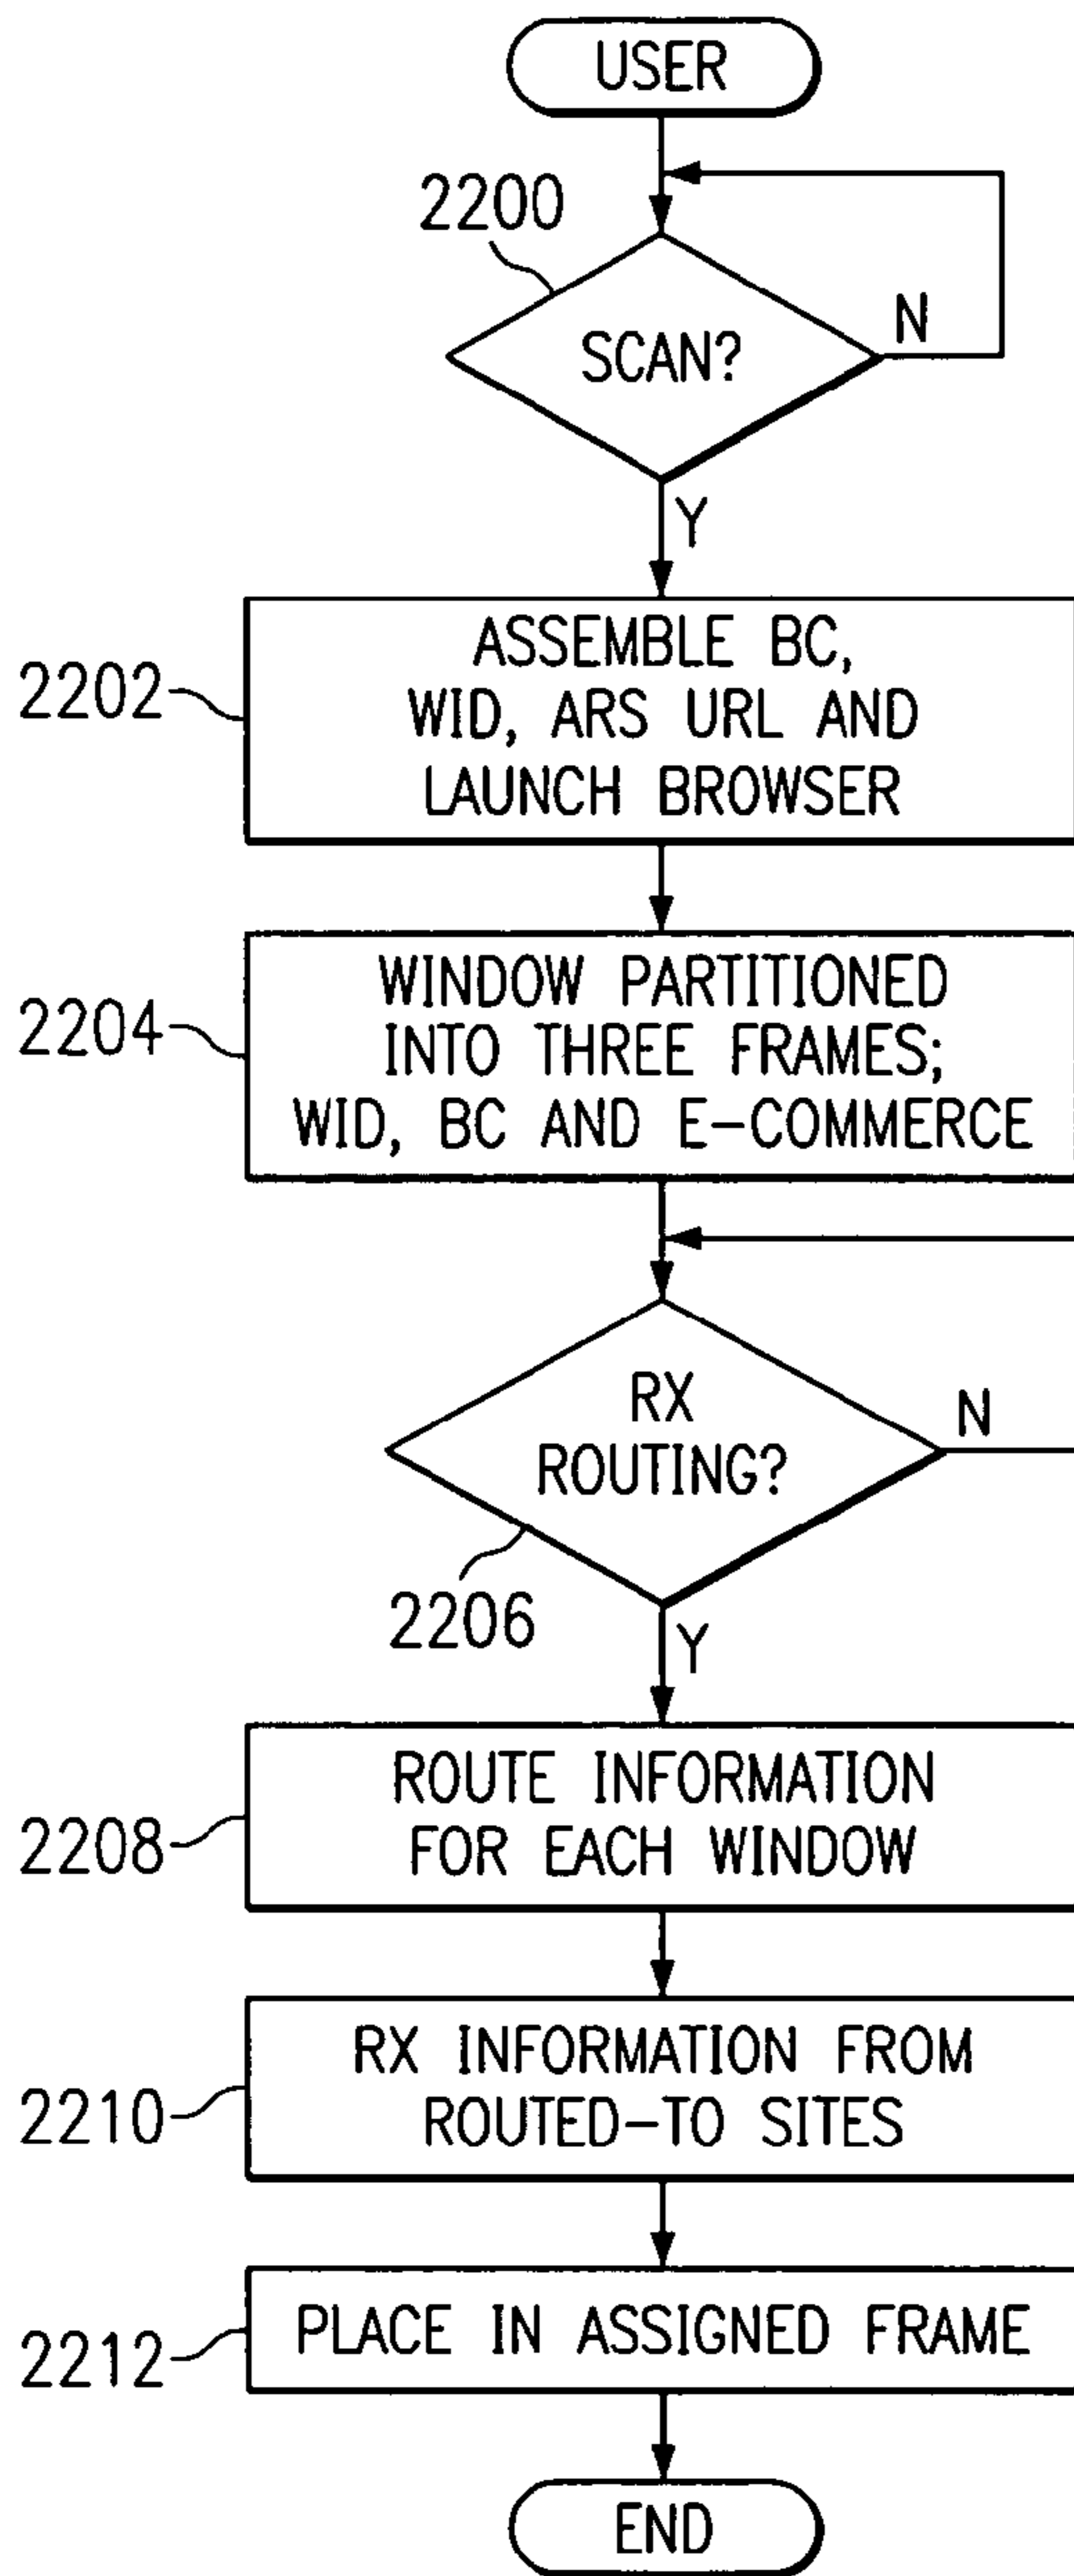 USER
2200
SCAN?
N
Y
2202
ASSEMBLE BC,
WID, ARS URL AND
LAUNCH BROWSER
2204
WINDOW PARTITIONED
INTO THREE FRAMES;
WID, BC AND E-COMMERCE
RX
ROUTING?
N
2206
Y
2208
ROUTE INFORMATION
FOR EACH WINDOW
2210
RX INFORMATION FROM
ROUTED-TO SITES
2212
PLACE IN ASSIGNED FRAME
END